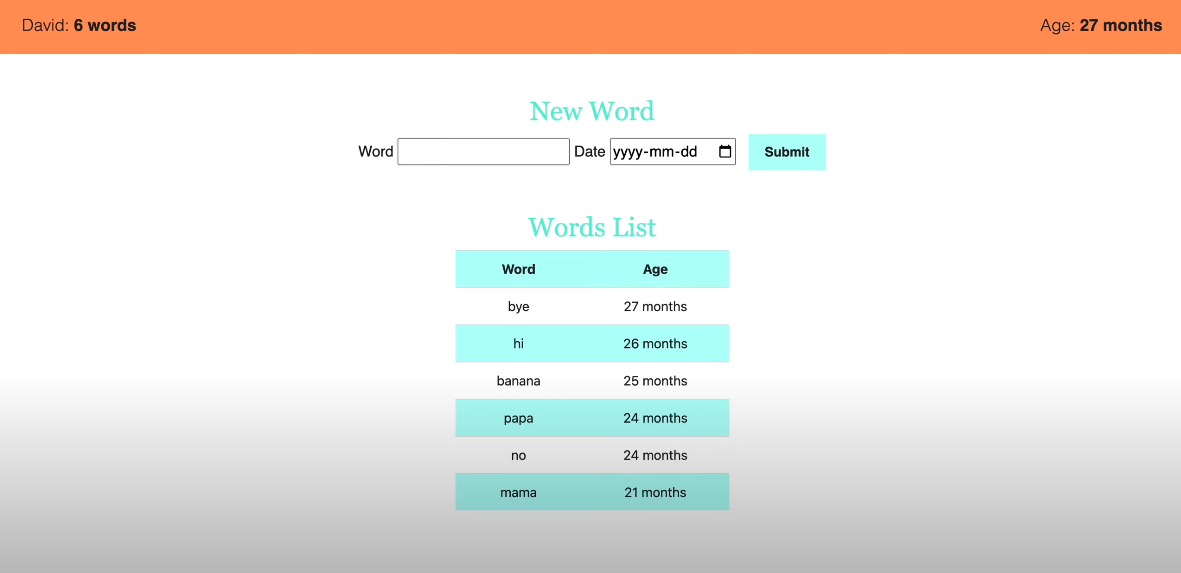 David: 6 words Age: 27 months
New Word
Word Date yyyy-mm-dd Submit
Words List
Word Age
bye 27 months
hi 26 months
banana 25 months
papa 24 months
no 24 months
mama 21 months